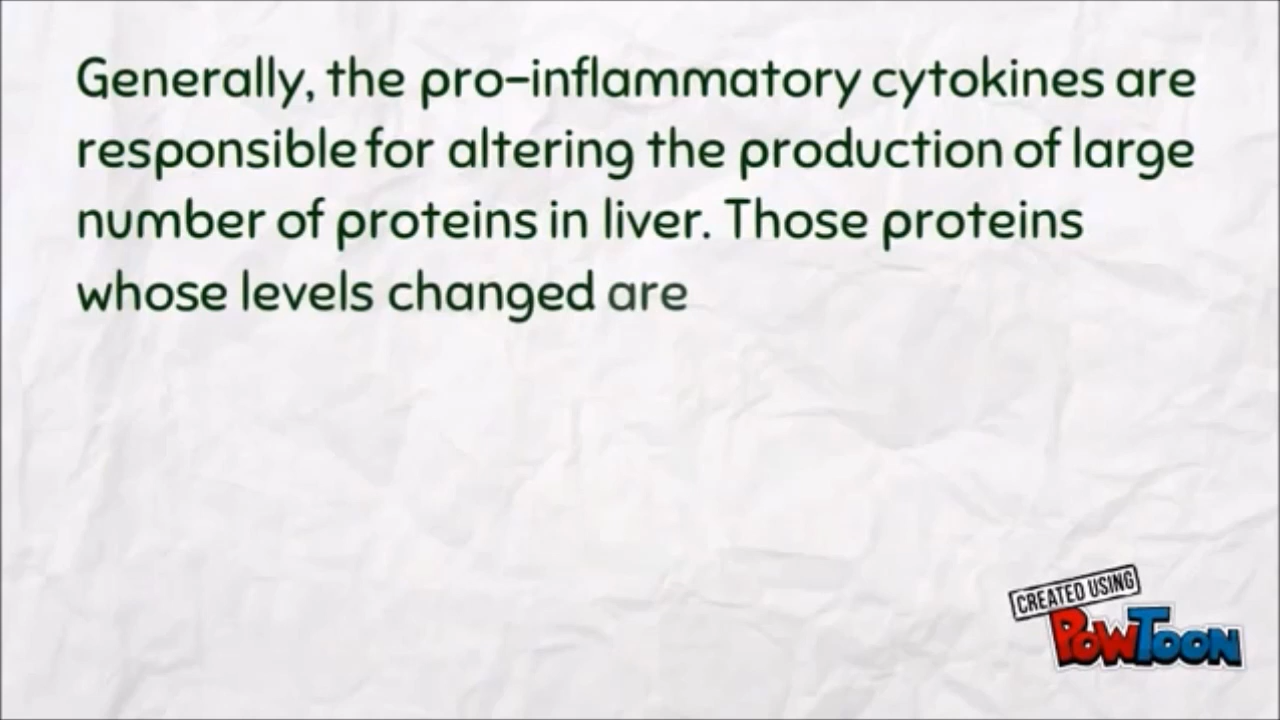 Generally, the pro-inflammatory cytokines are
responsible for altering the production of large
number of proteins in liver. Those proteins
whose levels changed are
CREATED USING
POWTOON